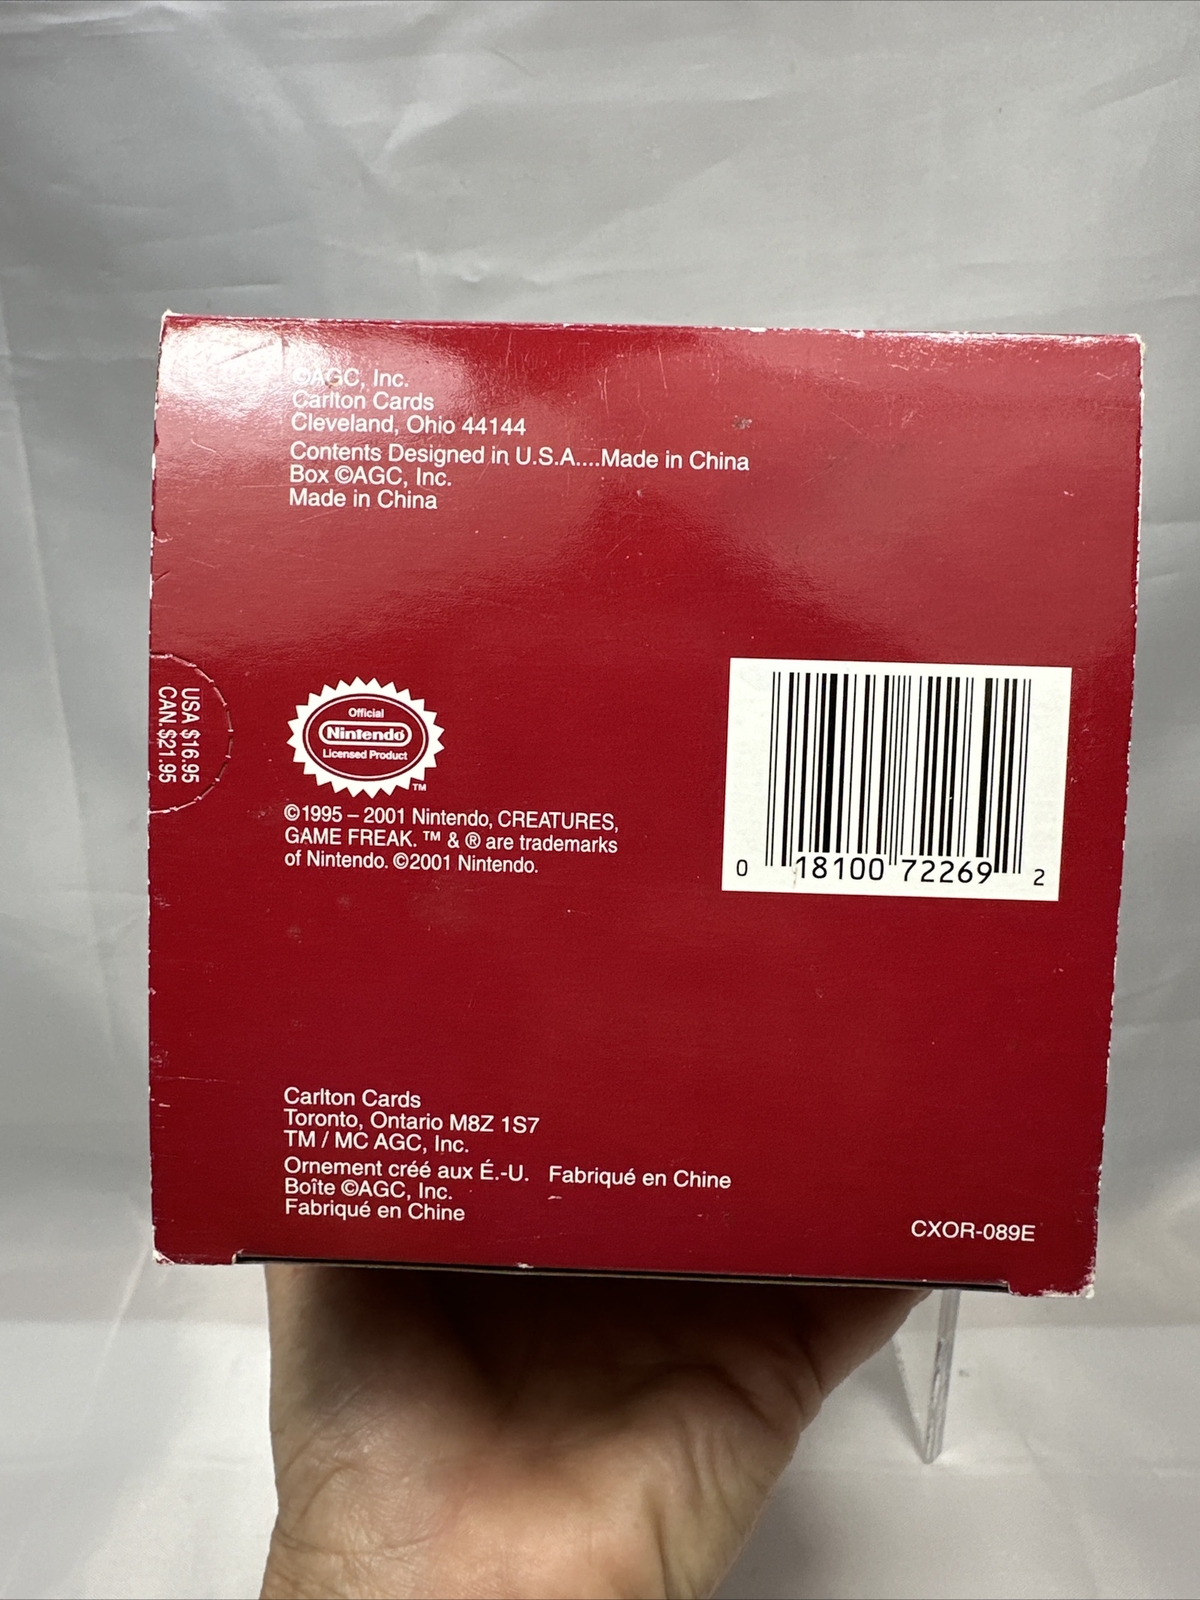 ©AGC, Inc.
Carlton Cards
Cleveland, Ohio 44144
Contents Designed in U.S.A....Made in China
Box ©AGC, Inc.
Made in China
USA $16.95
CAN. $21.95
Official
Nintendo
Licensed Product
TM
©1995 – 2001 Nintendo, CREATURES,
GAME FREAK. ™ & ® are trademarks
of Nintendo. ©2001 Nintendo.
0 18100 72269 2
Carlton Cards
Toronto, Ontario M8Z 1S7
TM / MC AGC, Inc.
Ornement créé aux É.-U. Fabriqué en Chine
Boîte ©AGC, Inc.
Fabriqué en Chine
CXOR-089E